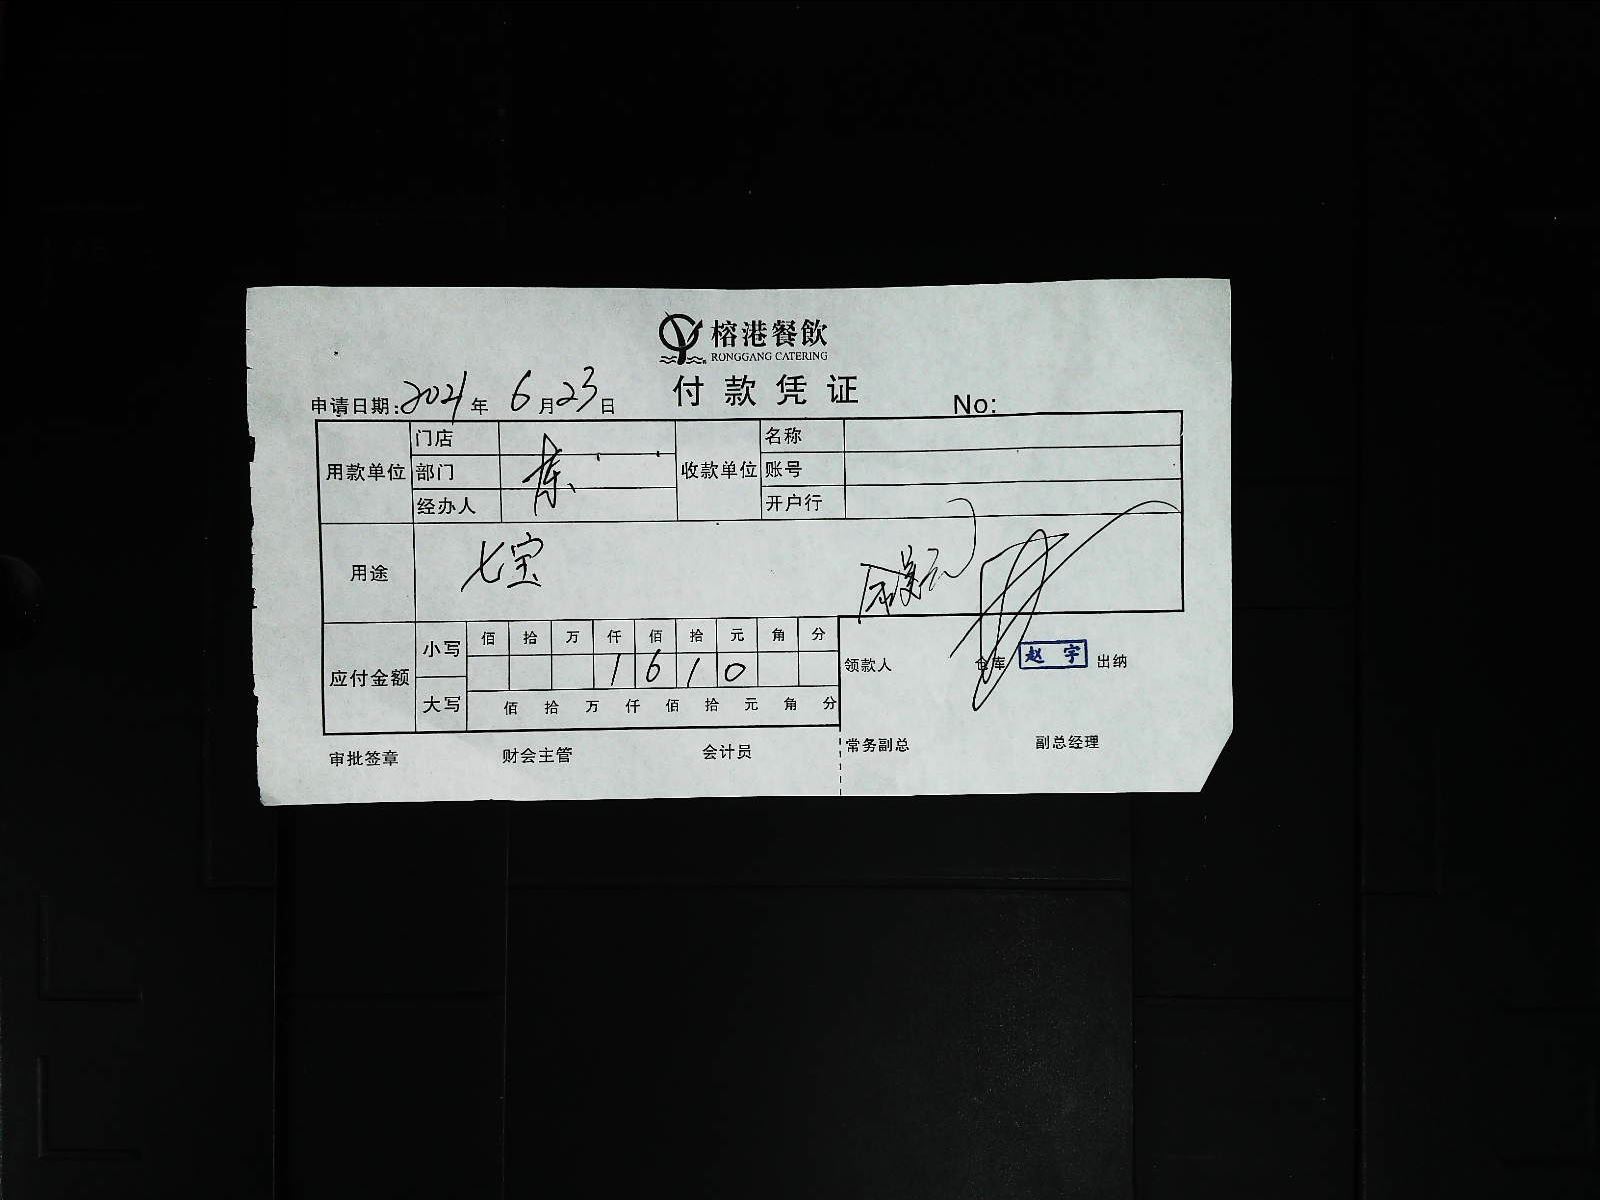 榕港餐飲
RONGGANG CATERING
付款凭证
申请日期:2021年6月23日 No:
用款单位 门店 收款单位 名称
部门 账号
经办人 开户行
用途 七宝
应付金额 小写 佰 拾 万 仟 佰 拾 元 角 分
1 6 1 0
大写 佰 拾 万 仟 佰 拾 元 角 分
领款人 仓库 赵宇 出纳
审批签章 财会主管 会计员 常务副总 副总经理